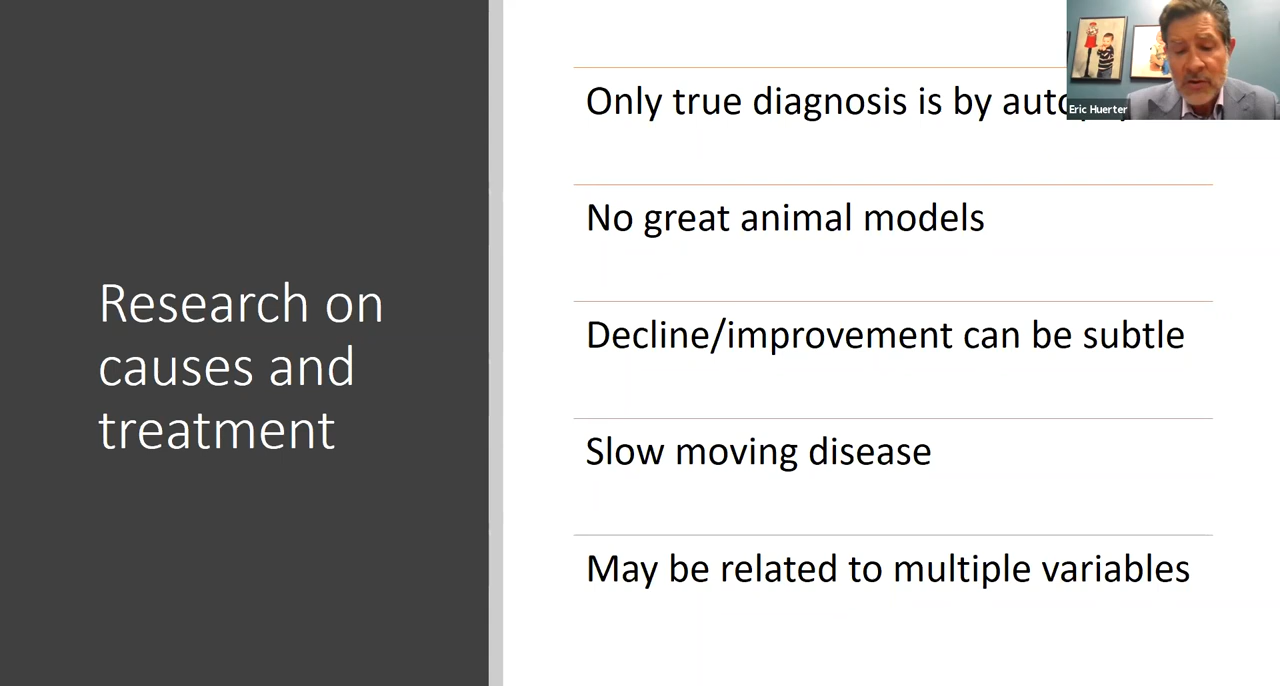 Research on
causes and
treatment
Only true diagnosis is by
No great animal models
Decline/improvement can be subtle
Slow moving disease
May be related to multiple variables
Eric Huerter